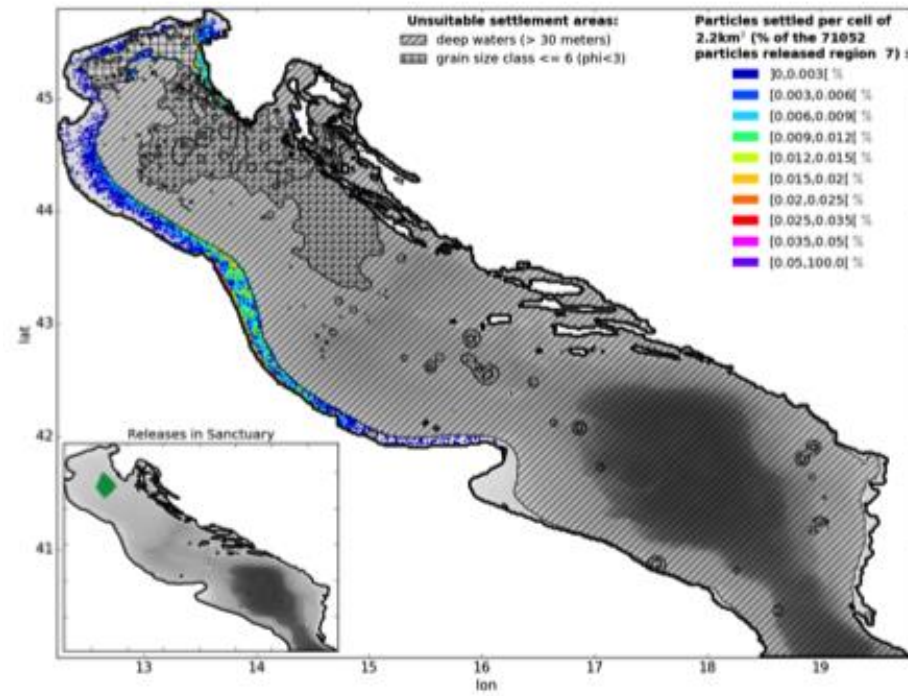 Unsuitable settlement areas:
deep waters (> 30 meters)
grain size class <= 6 (phi<3)
Particles settled per cell of
2.2km² (% of the 71052
particles released region 7) :
]0,0.003[ %
[0.003,0.006[ %
[0.006,0.009[ %
[0.009,0.012[ %
[0.012,0.015[ %
[0.015,0.02[ %
[0.02,0.025[ %
[0.025,0.035[ %
[0.035,0.05[ %
[0.05,100.0[ %
45
44
43
42
41
lat
Releases in Sanctuary
13 14 15 16 17 18 19
lon